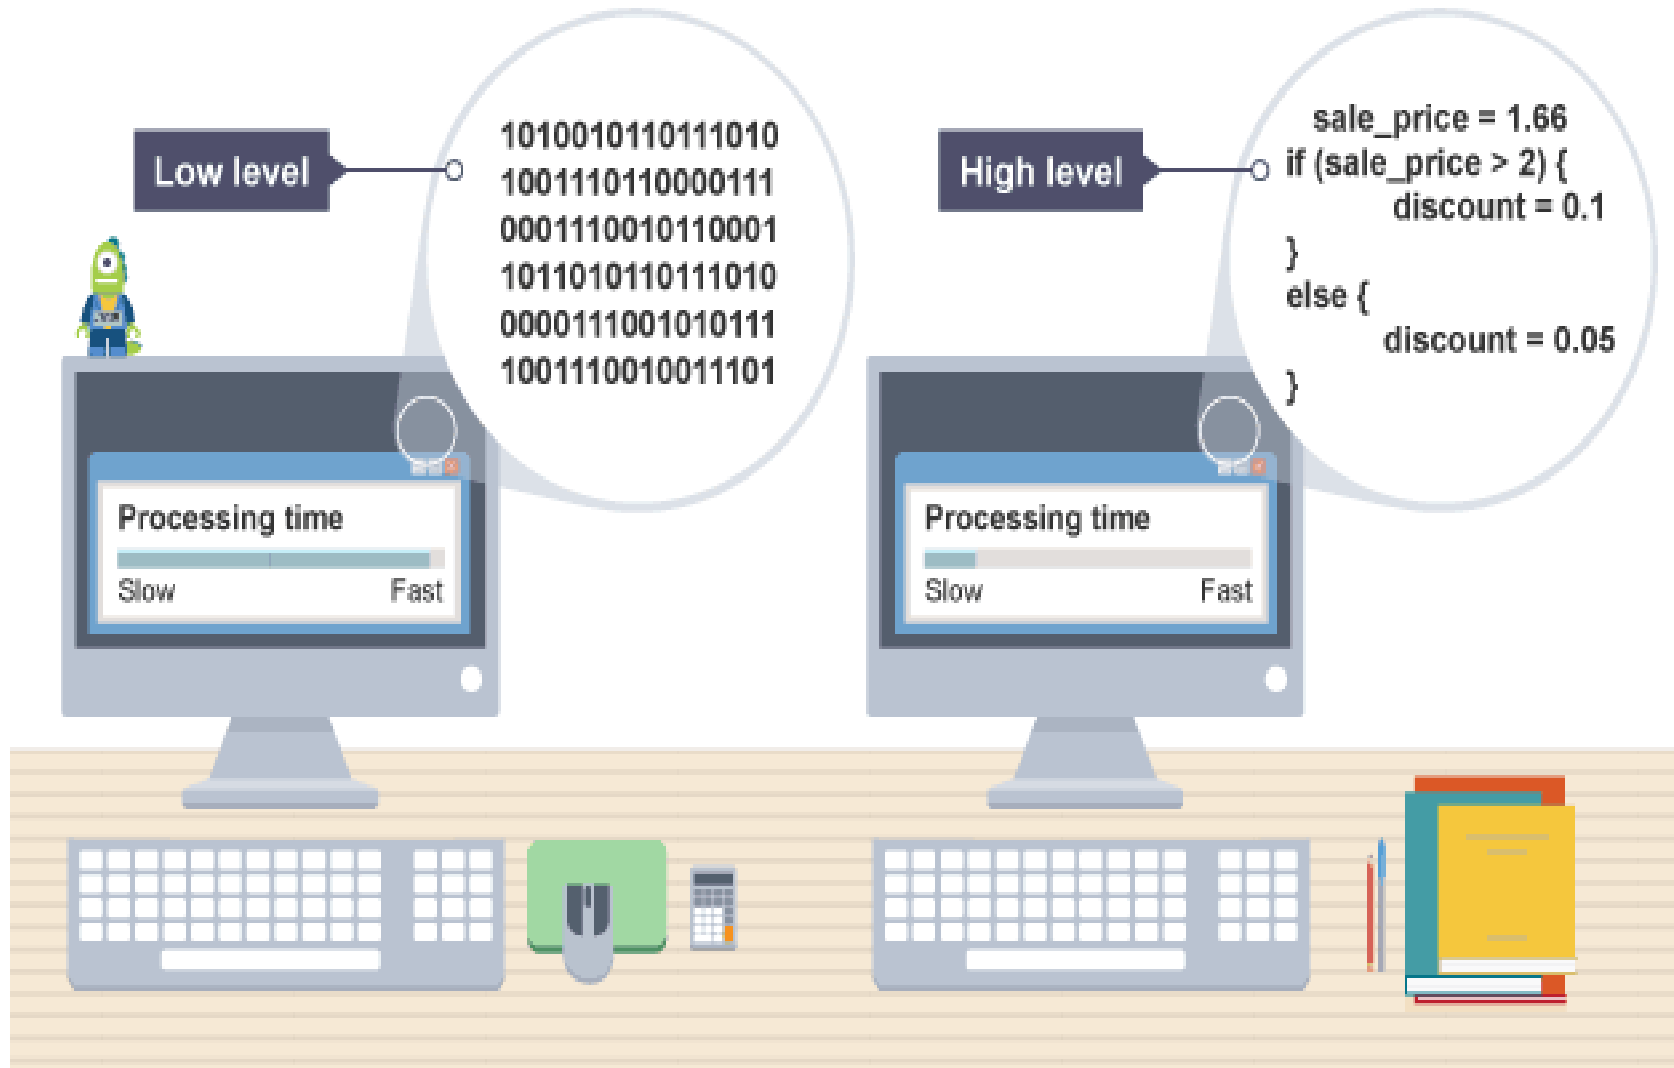 Low level
1010010110111010
1001110110000111
0001110010110001
1011010110111010
0000111001010111
1001110010011101
Processing time
Slow Fast
High level
sale_price = 1.66
if (sale_price > 2) {
discount = 0.1
}
else {
discount = 0.05
}
Processing time
Slow Fast